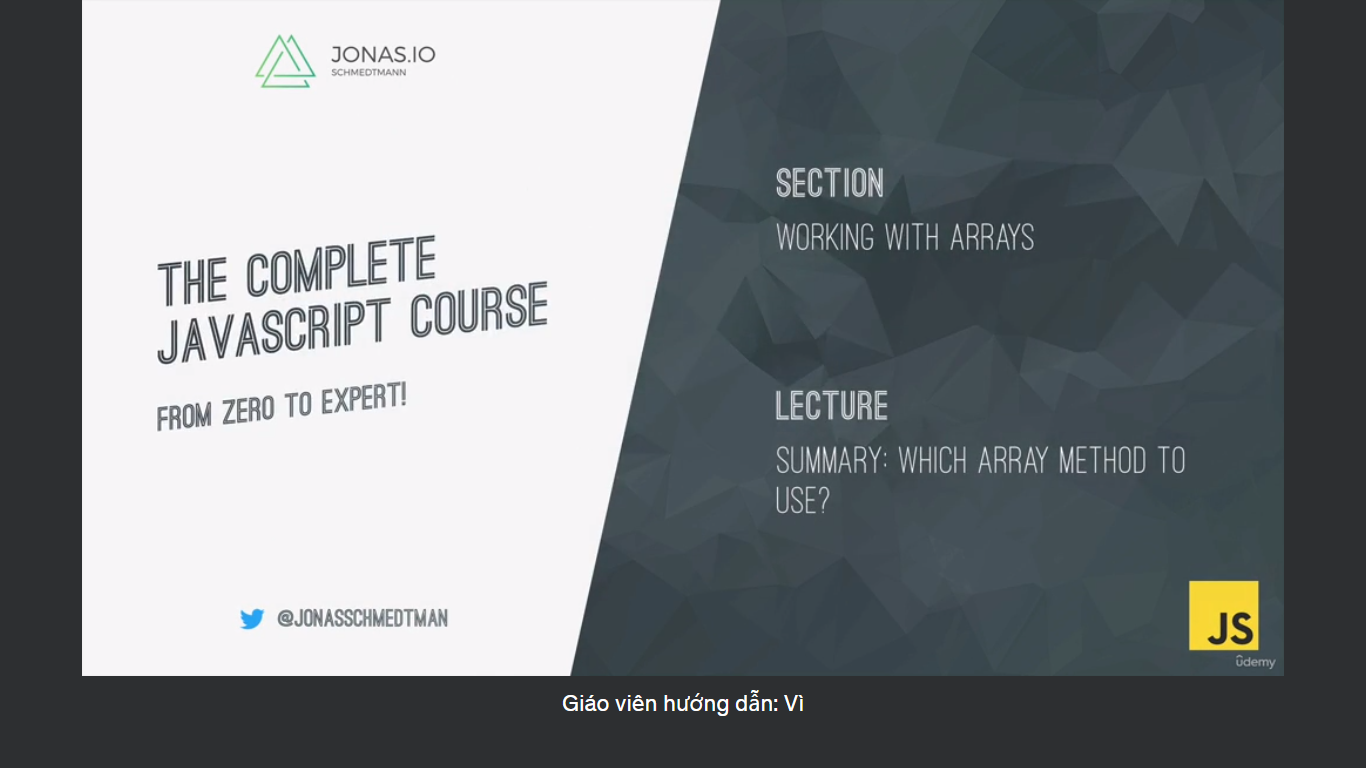 JONAS.IO
SCHMEDTMANN
THE COMPLETE
JAVASCRIPT COURSE
FROM ZERO TO EXPERT!
@JONASSCHMEDTMAN
SECTION
WORKING WITH ARRAYS
LECTURE
SUMMARY: WHICH ARRAY METHOD TO
USE?
JS
ûdemy
Giáo viên hướng dẫn: Vì